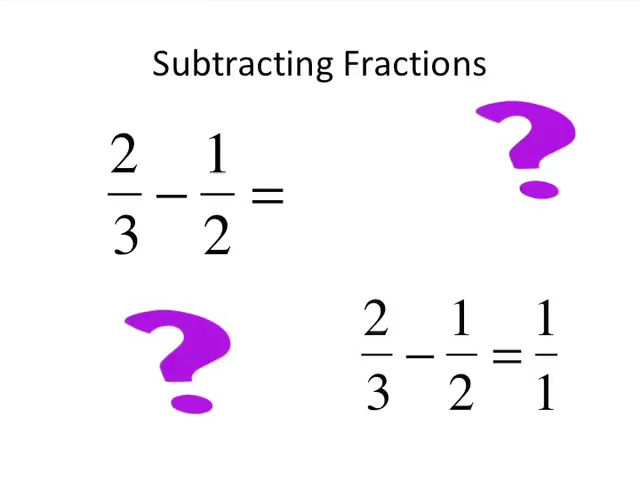 Subtracting Fractions
2/3 − 1/2 =
?
?
2/3 − 1/2 = 1/1